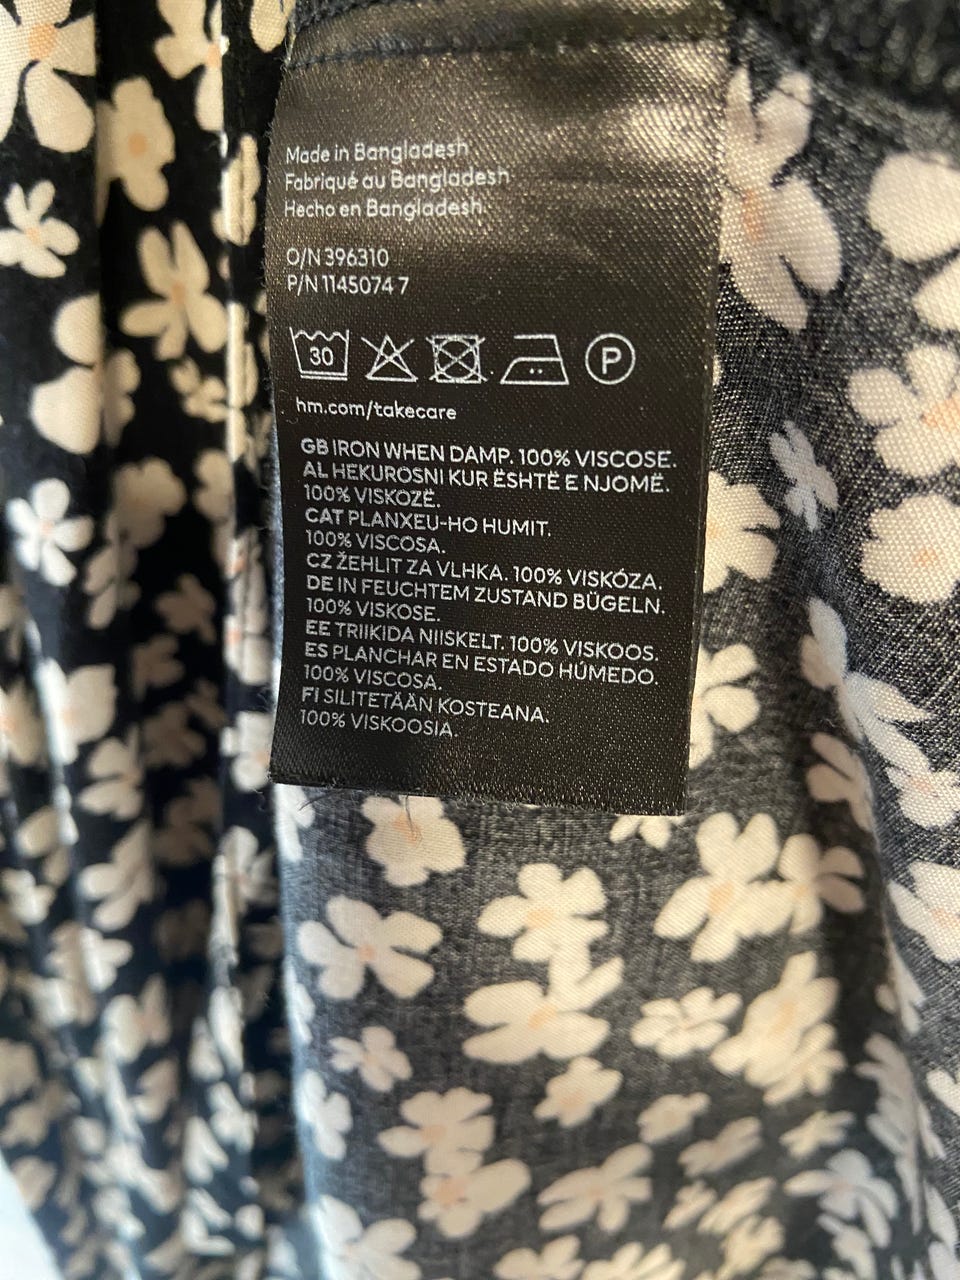 Made in Bangladesh
Fabriqué au Bangladesh
Hecho en Bangladesh
O/N 396310
P/N 1145074 7
30
P
hm.com/takecare
GB IRON WHEN DAMP. 100% VISCOSE.
AL HEKUROSNI KUR ËSHTË E NJOMË.
100% VISKOZË.
CAT PLANXEU-HO HUMIT.
100% VISCOSA.
CZ ŽEHLIT ZA VLHKA. 100% VISKÓZA.
DE IN FEUCHTEM ZUSTAND BÜGELN.
100% VISKOSE.
EE TRIIKIDA NIISKELT. 100% VISKOOS.
ES PLANCHAR EN ESTADO HÚMEDO.
100% VISCOSA.
FI SILITETÄÄN KOSTEANA.
100% VISKOOSIA.